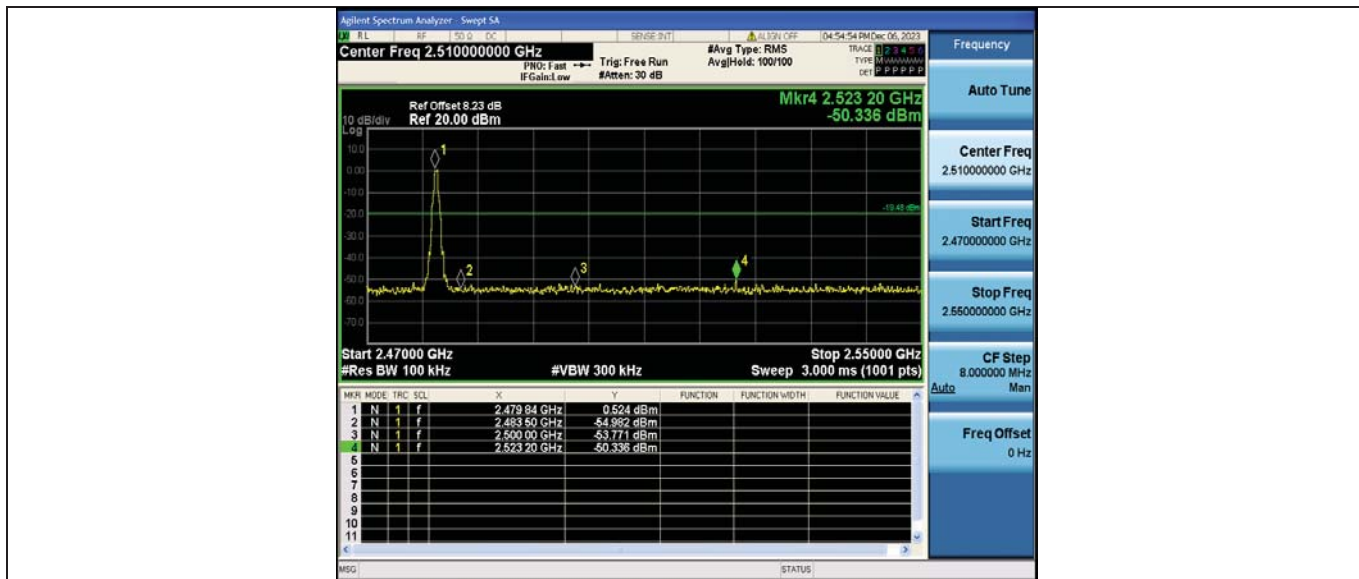 Agilent Spectrum Analyzer - Swept SA
LXI RL RF 50 Ω DC SENSE:INT ALIGN OFF 04:54:54 PM Dec 06, 2023
Center Freq 2.510000000 GHz
PNO: Fast
IFGain:Low
Trig: Free Run
#Atten: 30 dB
#Avg Type: RMS
Avg|Hold: 100/100
TRACE 1 2 3 4 5 6
TYPE M WWWWW
DET P P P P P P
Ref Offset 8.23 dB
10 dB/div Ref 20.00 dBm
Log
Mkr4 2.523 20 GHz
-50.336 dBm
10.0
0.00
-10.0
-20.0
-30.0
-40.0
-50.0
-60.0
-70.0
1
2
3
4
-19.48 dBm
Start 2.47000 GHz Stop 2.55000 GHz
#Res BW 100 kHz #VBW 300 kHz Sweep 3.000 ms (1001 pts)
MKR MODE TRC SCL X Y FUNCTION FUNCTION WIDTH FUNCTION VALUE
1 N 1 f 2.479 84 GHz 0.524 dBm
2 N 1 f 2.483 50 GHz -54.982 dBm
3 N 1 f 2.500 00 GHz -53.771 dBm
4 N 1 f 2.523 20 GHz -50.336 dBm
5
6
7
8
9
10
11
MSG STATUS
Frequency
Auto Tune
Center Freq
2.510000000 GHz
Start Freq
2.470000000 GHz
Stop Freq
2.550000000 GHz
CF Step
8.000000 MHz
Auto Man
Freq Offset
0 Hz